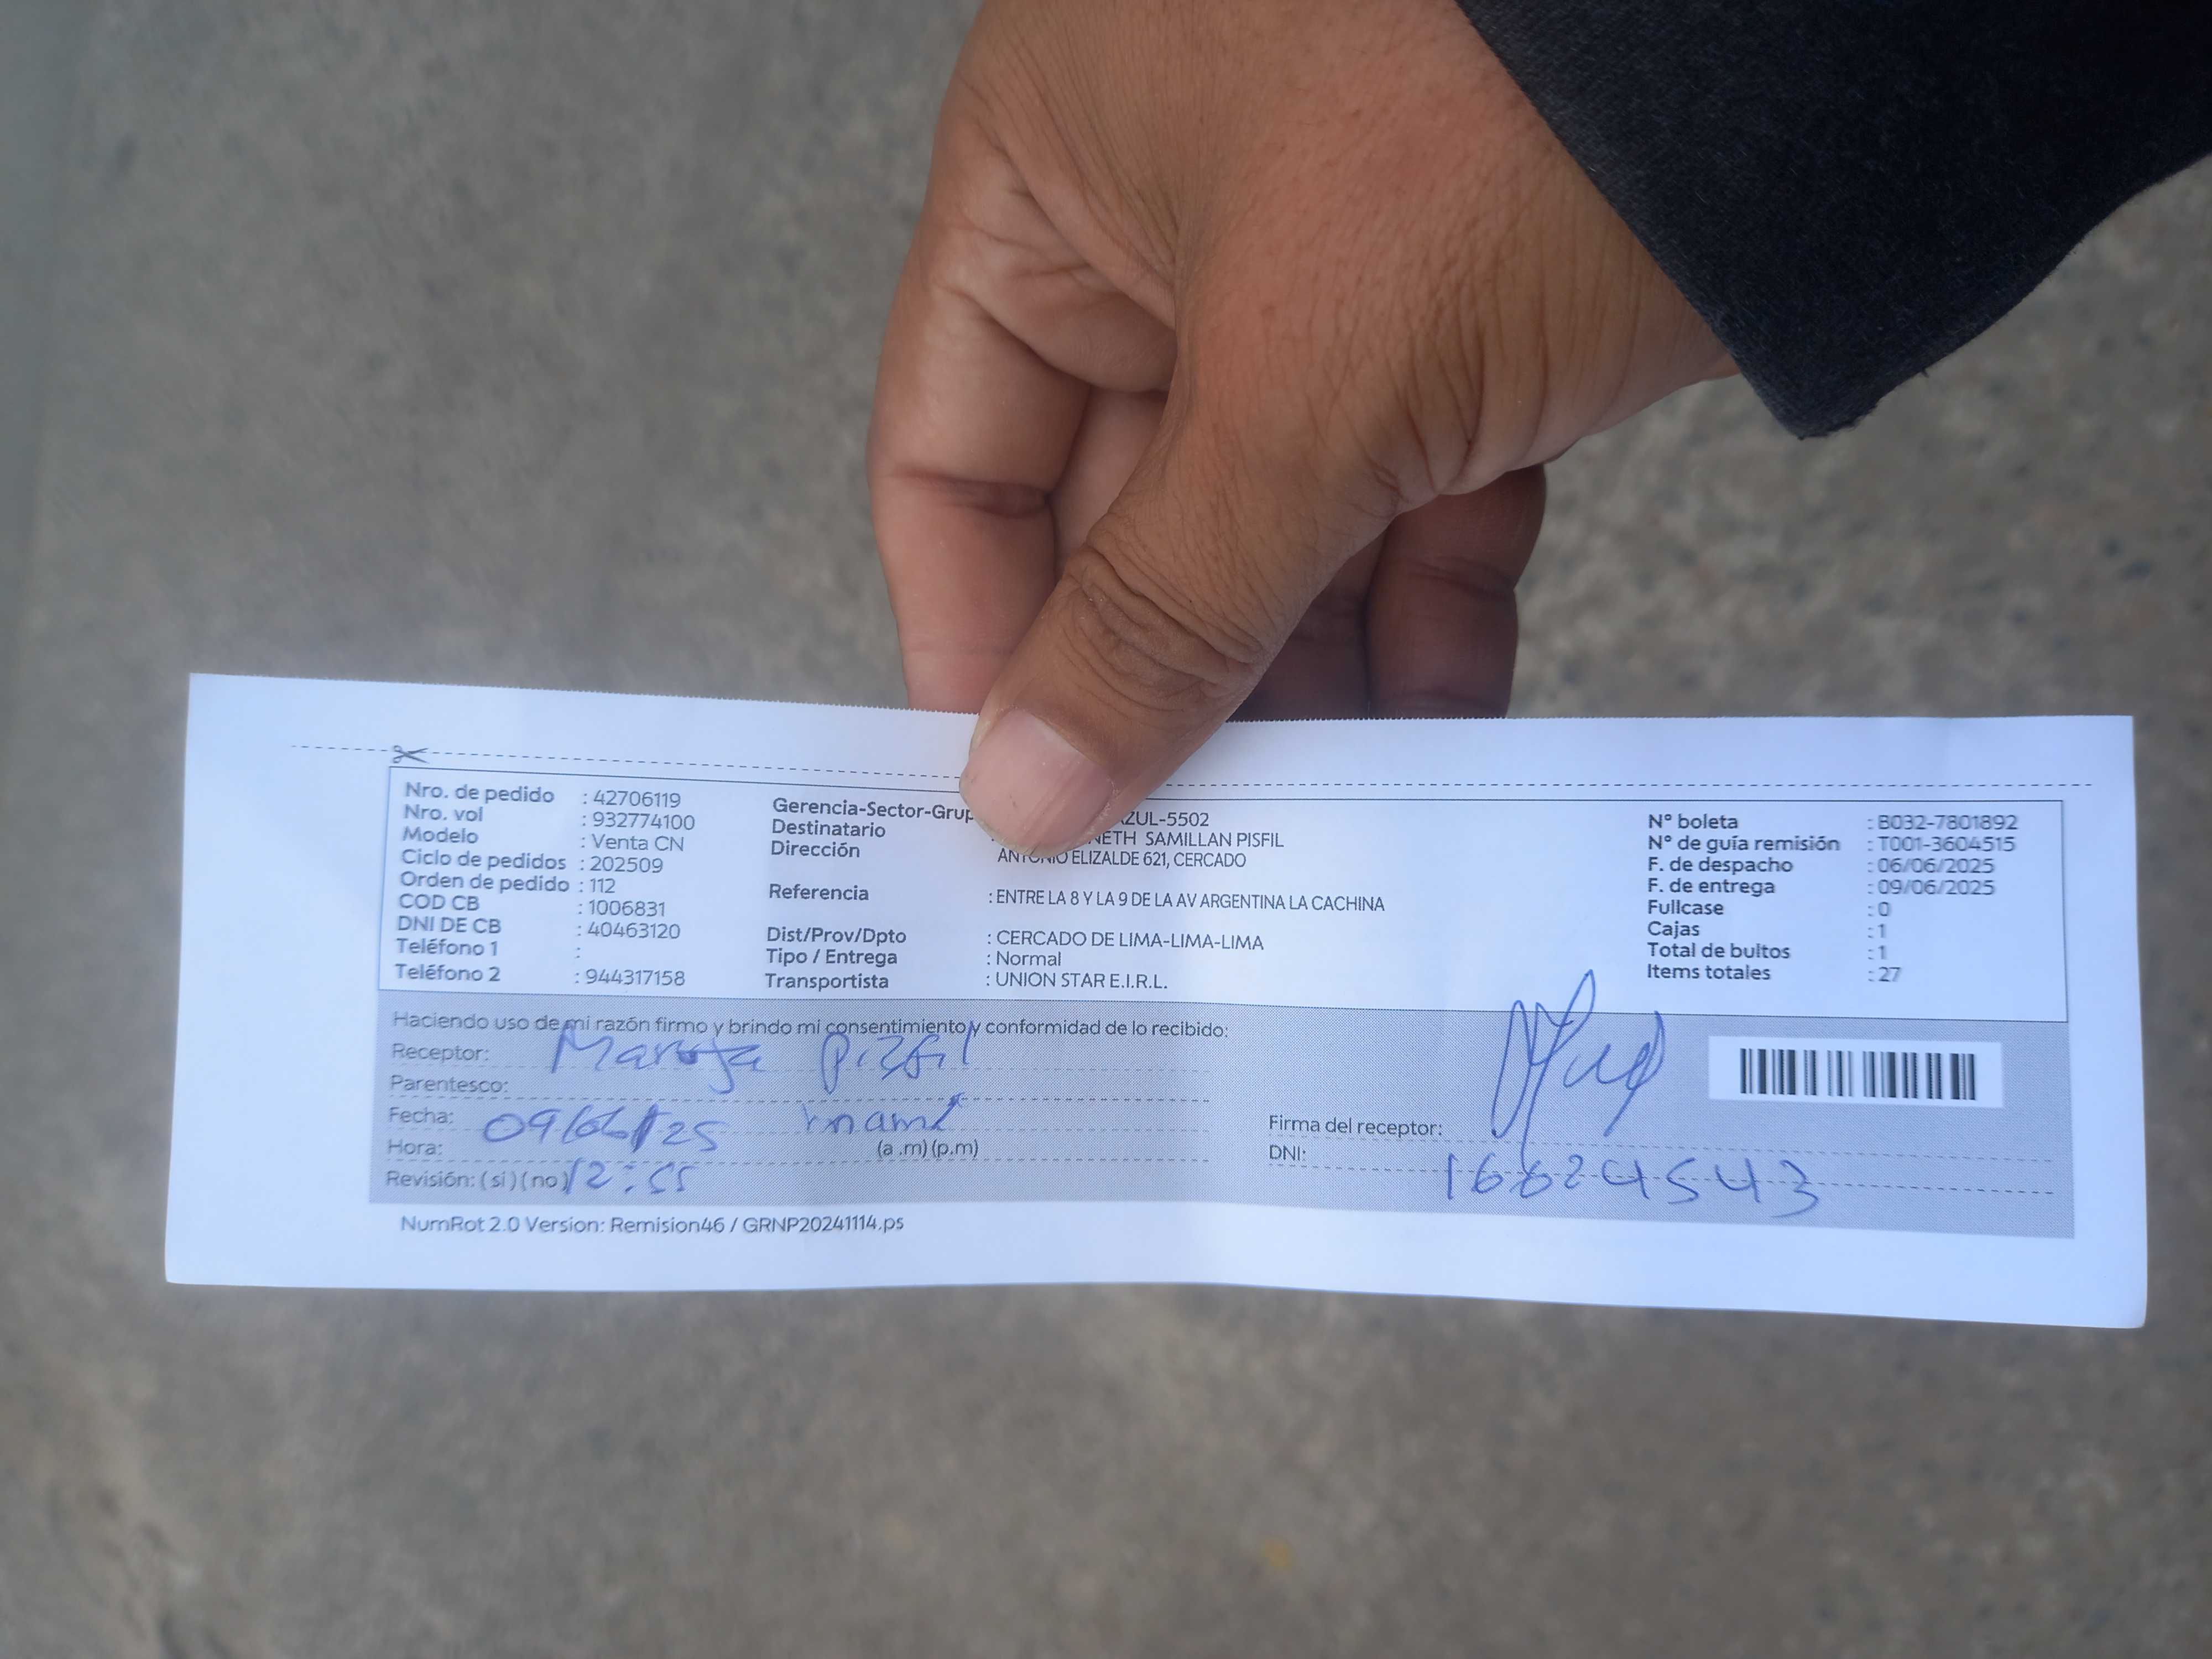 Nro. de pedido : 42706119
Nro. vol : 932774100
Modelo : Venta CN
Ciclo de pedidos : 202509
Orden de pedido : 112
COD CB : 1006831
DNI DE CB : 40463120
Teléfono 1 :
Teléfono 2 : 944317158
Gerencia-Sector-Grup AZUL-5502
Destinatario : NETH SAMILLAN PISFIL
Dirección ANTONIO ELIZALDE 621, CERCADO
Referencia : ENTRE LA 8 Y LA 9 DE LA AV ARGENTINA LA CACHINA
Dist/Prov/Dpto : CERCADO DE LIMA-LIMA-LIMA
Tipo / Entrega : Normal
Transportista : UNION STAR E.I.R.L.
N° boleta : B032-7801892
N° de guía remisión : T001-3604515
F. de despacho : 06/06/2025
F. de entrega : 09/06/2025
Fullcase : 0
Cajas : 1
Total de bultos : 1
Items totales : 27
Haciendo uso de mi razón firmo y brindo mi consentimiento y conformidad de lo recibido:
Receptor: Pisfil
Parentesco:
Fecha: 09/06/25 mamá
Hora: (a .m) (p.m)
Revisión: ( si ) ( no ) 12:55
Firma del receptor:
DNI: 16624543
NumRot 2.0 Version: Remision46 / GRNP20241114.ps